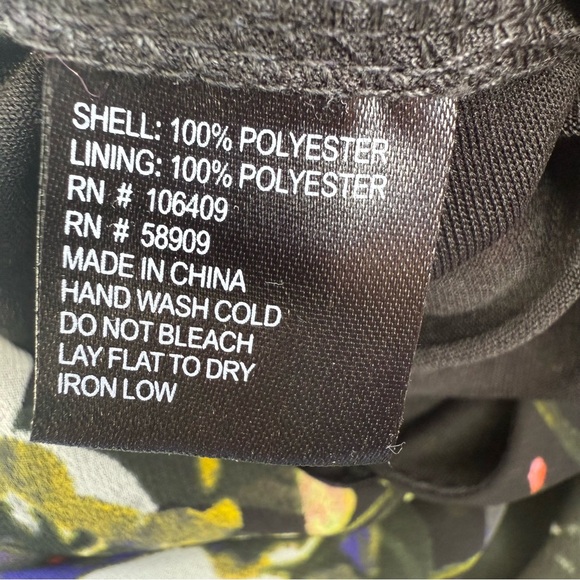 SHELL: 100% POLYESTER
LINING: 100% POLYESTER
RN # 106409
RN # 58909
MADE IN CHINA
HAND WASH COLD
DO NOT BLEACH
LAY FLAT TO DRY
IRON LOW